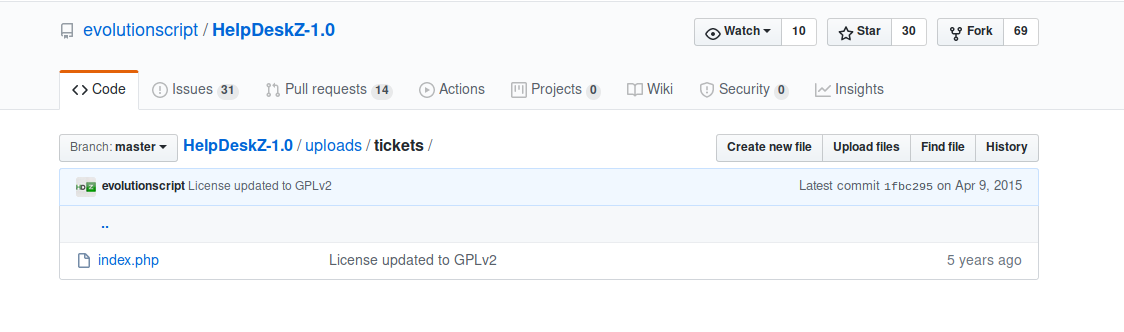 evolutionscript / HelpDeskZ-1.0 Watch 10 Star 30 Fork 69
Code Issues 31 Pull requests 14 Actions Projects 0 Wiki Security 0 Insights
Branch: master HelpDeskZ-1.0 / uploads / tickets / Create new file Upload files Find file History
HD Z evolutionscript License updated to GPLv2 Latest commit 1fbc295 on Apr 9, 2015
..
index.php License updated to GPLv2 5 years ago